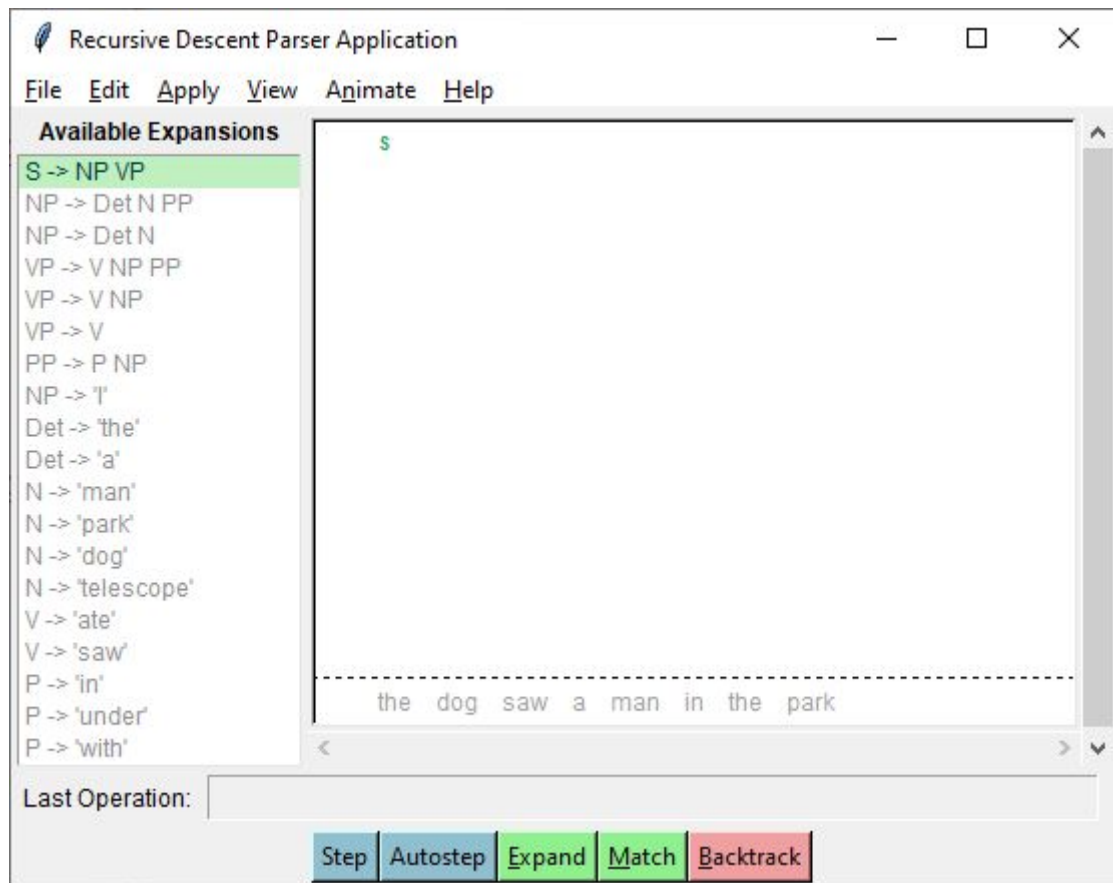 Recursive Descent Parser Application
File Edit Apply View Animate Help
Available Expansions
S
S -> NP VP
NP -> Det N PP
NP -> Det N
VP -> V NP PP
VP -> V NP
VP -> V
PP -> P NP
NP -> 'I'
Det -> 'the'
Det -> 'a'
N -> 'man'
N -> 'park'
N -> 'dog'
N -> 'telescope'
V -> 'ate'
V -> 'saw'
P -> 'in'
P -> 'under'
P -> 'with'
the dog saw a man in the park
Last Operation:
Step Autostep Expand Match Backtrack